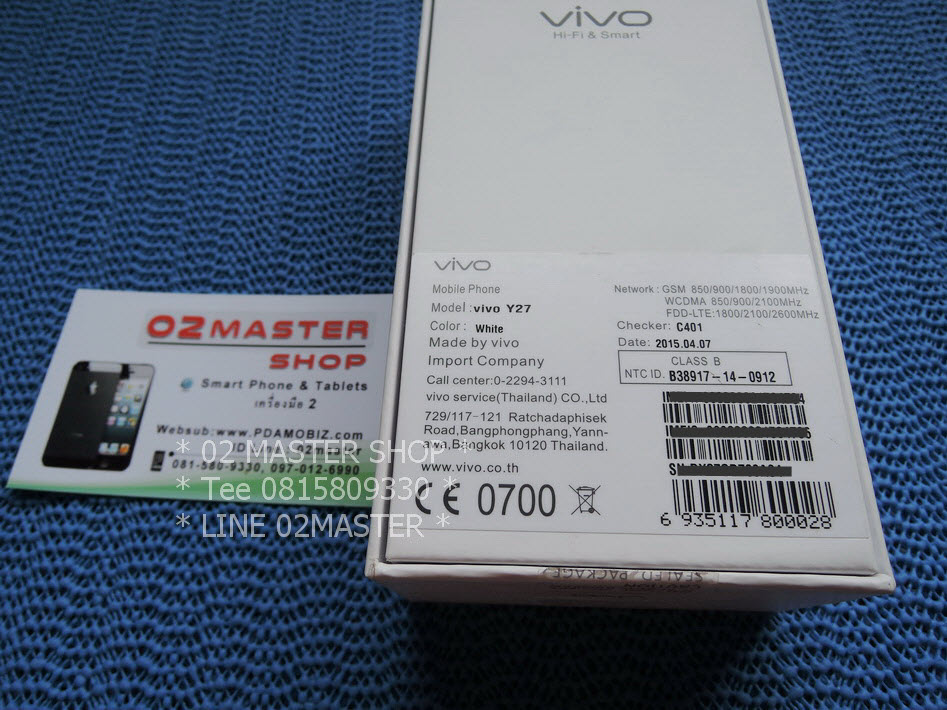 vivo
Hi-Fi & Smart
vivo
Mobile Phone
Model: vivo Y27
Color: White
Made by vivo
Import Company
Call center:0-2294-3111
vivo service(Thailand) CO.,Ltd
729/117-121 Ratchadaphisek
Road,Bangphongphang,Yann-
awa,Bangkok 10120 Thailand.
www.vivo.co.th
CE 0700
Network : GSM 850/900/1800/1900MHz
WCDMA 850/900/2100MHz
FDD-LTE:1800/2100/2600MHz
Checker: C401
Date: 2015.04.07
CLASS B
NTC ID. B38917-14-0912
6 935117 800028
SEALED PACKAGE
O2MASTER
SHOP
Smart Phone & Tablets
เครื่องมือ 2
Websub:www.PDAMOBIZ.com
081-580-9330, 097-012-6990
* 02 MASTER SHOP *
* Tee 0815809330 *
* LINE 02MASTER *